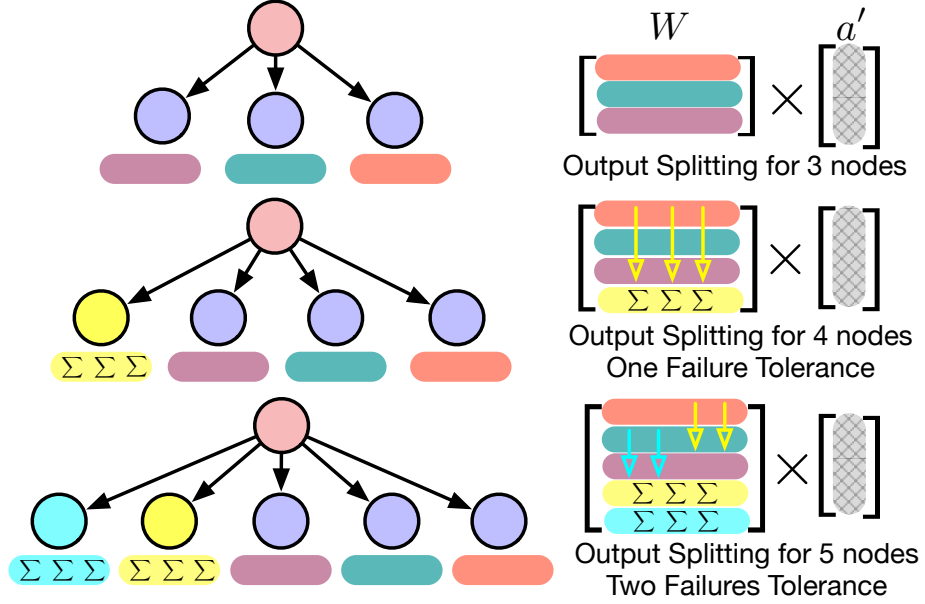 W a′
Output Splitting for 3 nodes
Σ Σ Σ
Σ Σ Σ
Output Splitting for 4 nodes
One Failure Tolerance
Σ Σ Σ
Σ Σ Σ
Σ Σ Σ Σ Σ Σ
Output Splitting for 5 nodes
Two Failures Tolerance